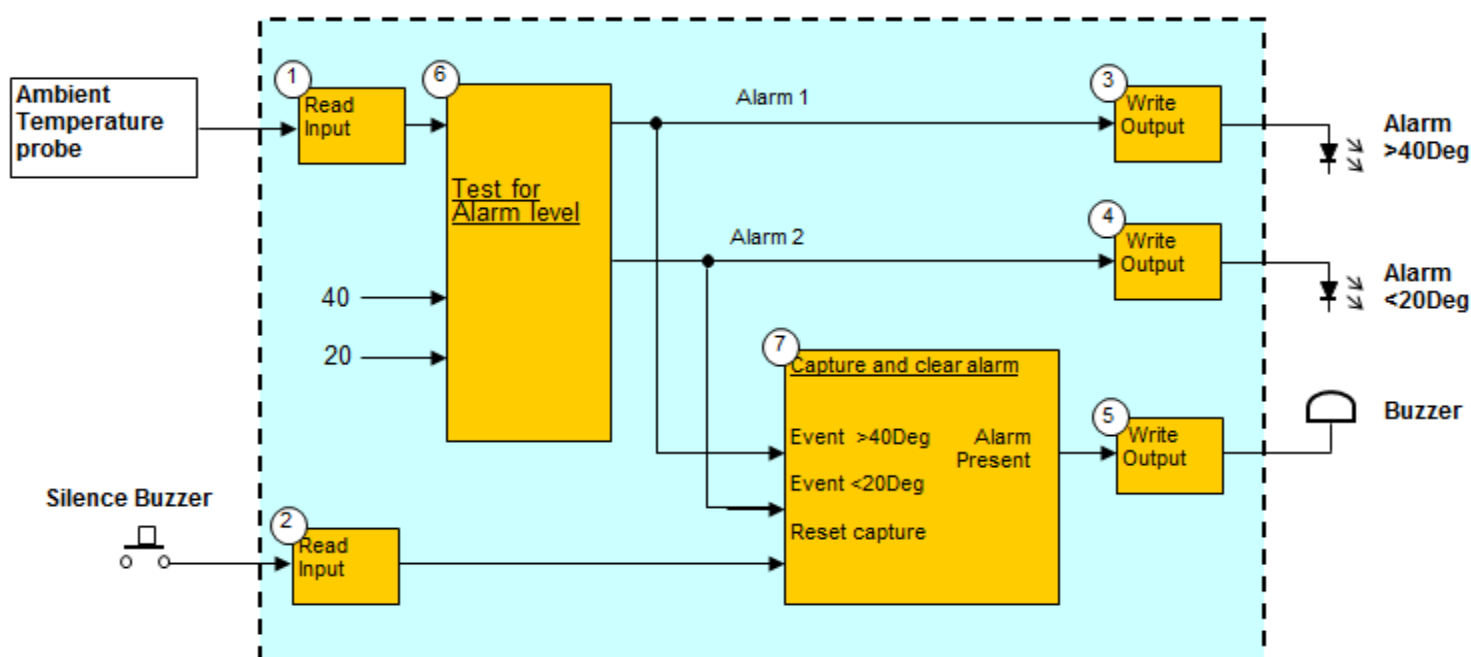 1
6
3
Ambient
Temperature
probe
Read
Input
Alarm 1
Write
Output
Alarm
>40Deg
Test for
Alarm level
Alarm 2
4
Write
Output
Alarm
<20Deg
40
20
7
Capture and clear alarm
Event >40Deg
Alarm
Present
Event <20Deg
Reset capture
5
Write
Output
Buzzer
Silence Buzzer
2
Read
Input